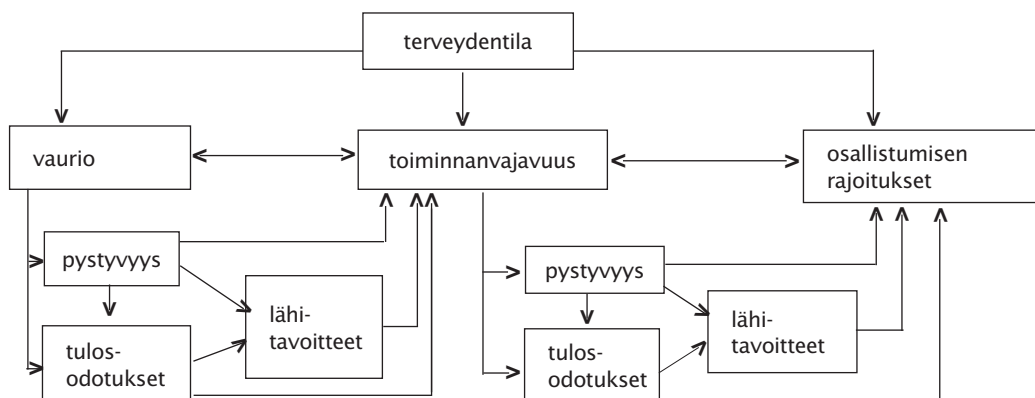 terveydentila
vaurio
toiminnanvajavuus
osallistumisen
rajoitukset
pystyvyys
lähi-
tavoitteet
tulos-
odotukset
pystyvyys
lähi-
tavoitteet
tulos-
odotukset